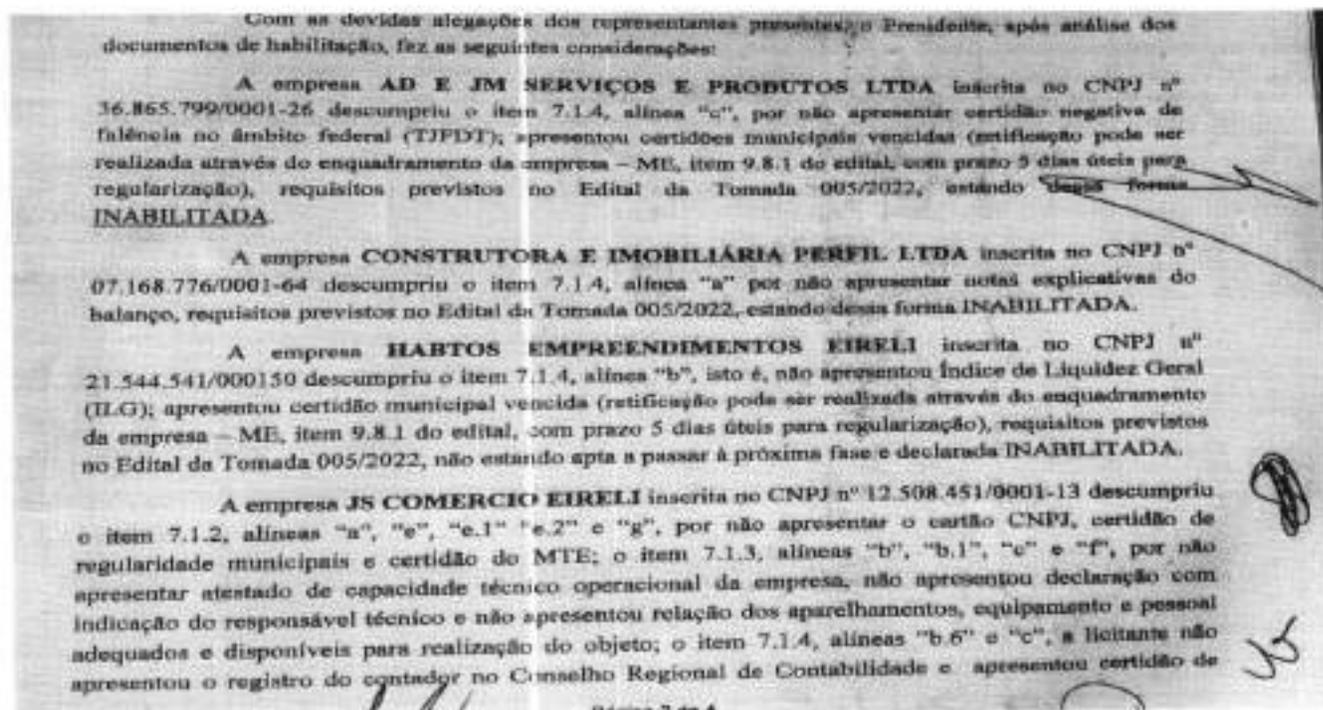 Com as devidas alegações dos representantes presentes, o Presidente, após análise dos
documentos de habilitação, faz as seguintes considerações:
A empresa AD E JM SERVIÇOS E PRODUTOS LTDA inscrita no CNPJ nº
36.865.799/0001-26 descumpriu o item 7.1.4, alínea "c", por não apresentar certidão negativa de
falência no âmbito federal (TJPDT); apresentou certidões municipais vencidas (retificação pode ser
realizada através do enquadramento da empresa – ME, item 9.8.1 do edital, com prazo 5 dias úteis para
regularização), requisitos previstos no Edital da Tomada 005/2022, estando dessa forma
INABILITADA.
A empresa CONSTRUTORA E IMOBILIÁRIA PERFIL LTDA inscrita no CNPJ nº
07.168.776/0001-64 descumpriu o item 7.1.4, alínea "a" por não apresentar notas explicativas do
balanço, requisitos previstos no Edital da Tomada 005/2022, estando dessa forma INABILITADA.
A empresa HABTOS EMPREENDIMENTOS EIRELI inscrita no CNPJ nº
21.544.541/000150 descumpriu o item 7.1.4, alínea "b", isto é, não apresentou Índice de Liquidez Geral
(ILG); apresentou certidão municipal vencida (retificação pode ser realizada através do enquadramento
da empresa – ME, item 9.8.1 do edital, com prazo 5 dias úteis para regularização), requisitos previstos
no Edital da Tomada 005/2022, não estando apta a passar à próxima fase e declarada INABILITADA.
A empresa JS COMERCIO EIRELI inscrita no CNPJ nº 12.508.451/0001-13 descumpriu
o item 7.1.2, alíneas "a", "e", "e.1" "e.2" e "g", por não apresentar o cartão CNPJ, certidão de
regularidade municipais e certidão do MTE; o item 7.1.3, alíneas "b", "b.1", "c" e "f", por não
apresentar atestado de capacidade técnico operacional da empresa, não apresentou declaração com
indicação do responsável técnico e não apresentou relação dos aparelhamentos, equipamento e pessoal
adequados e disponíveis para realização do objeto; o item 7.1.4, alíneas "b.6" e "c", a licitante não
apresentou o registro do contador no Conselho Regional de Contabilidade e apresentou certidão de